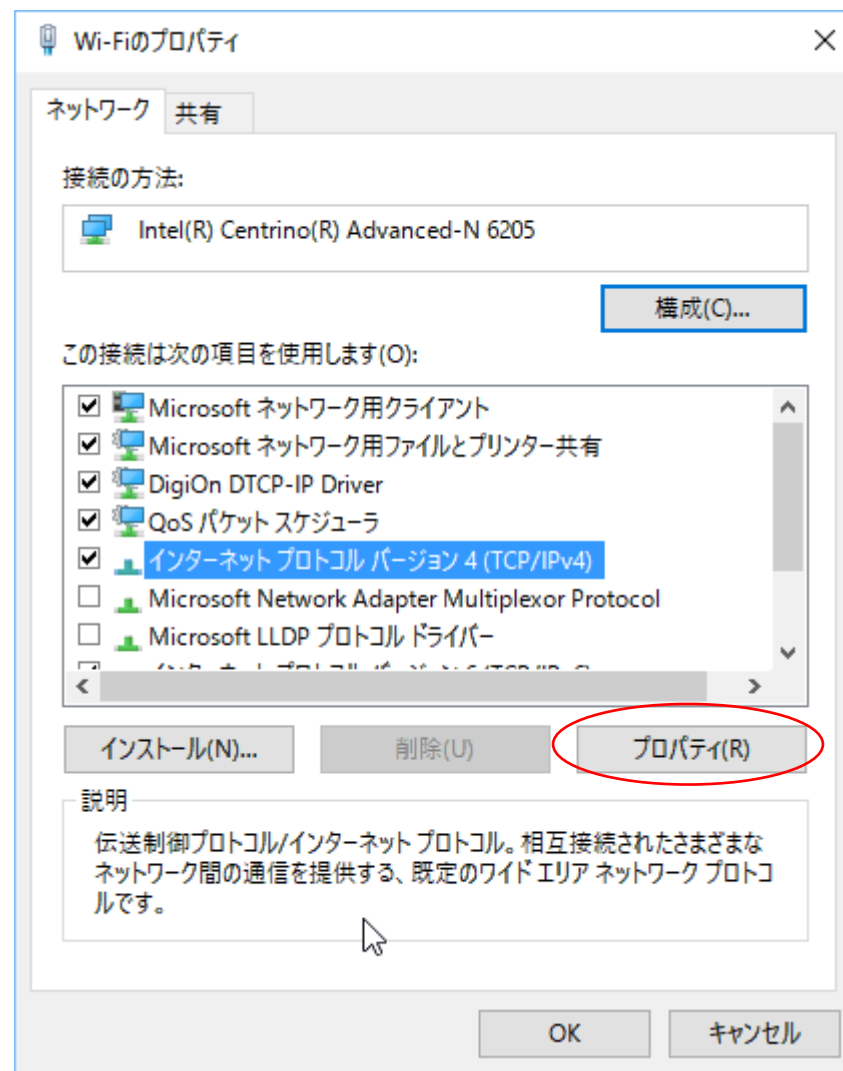 Wi-Fiのプロパティ
ネットワーク 共有
接続の方法:
Intel(R) Centrino(R) Advanced-N 6205
構成(C)...
この接続は次の項目を使用します(O):
Microsoft ネットワーク用クライアント
Microsoft ネットワーク用ファイルとプリンター共有
DigiOn DTCP-IP Driver
QoS パケット スケジューラ
インターネット プロトコル バージョン 4 (TCP/IPv4)
Microsoft Network Adapter Multiplexor Protocol
Microsoft LLDP プロトコル ドライバー
インストール(N)... 削除(U) プロパティ(R)
説明
伝送制御プロトコル/インターネット プロトコル。相互接続されたさまざまな
ネットワーク間の通信を提供する、既定のワイド エリア ネットワーク プロトコ
ルです。
OK キャンセル